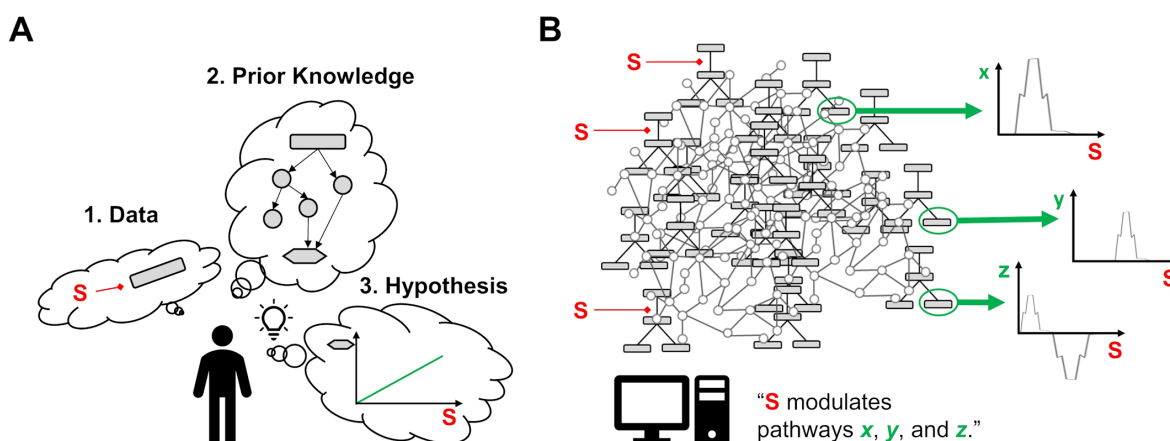 A
2. Prior Knowledge
1. Data
S
3. Hypothesis
S
B
S
S
S
x
S
y
S
z
S
“S modulates
pathways x, y, and z.”